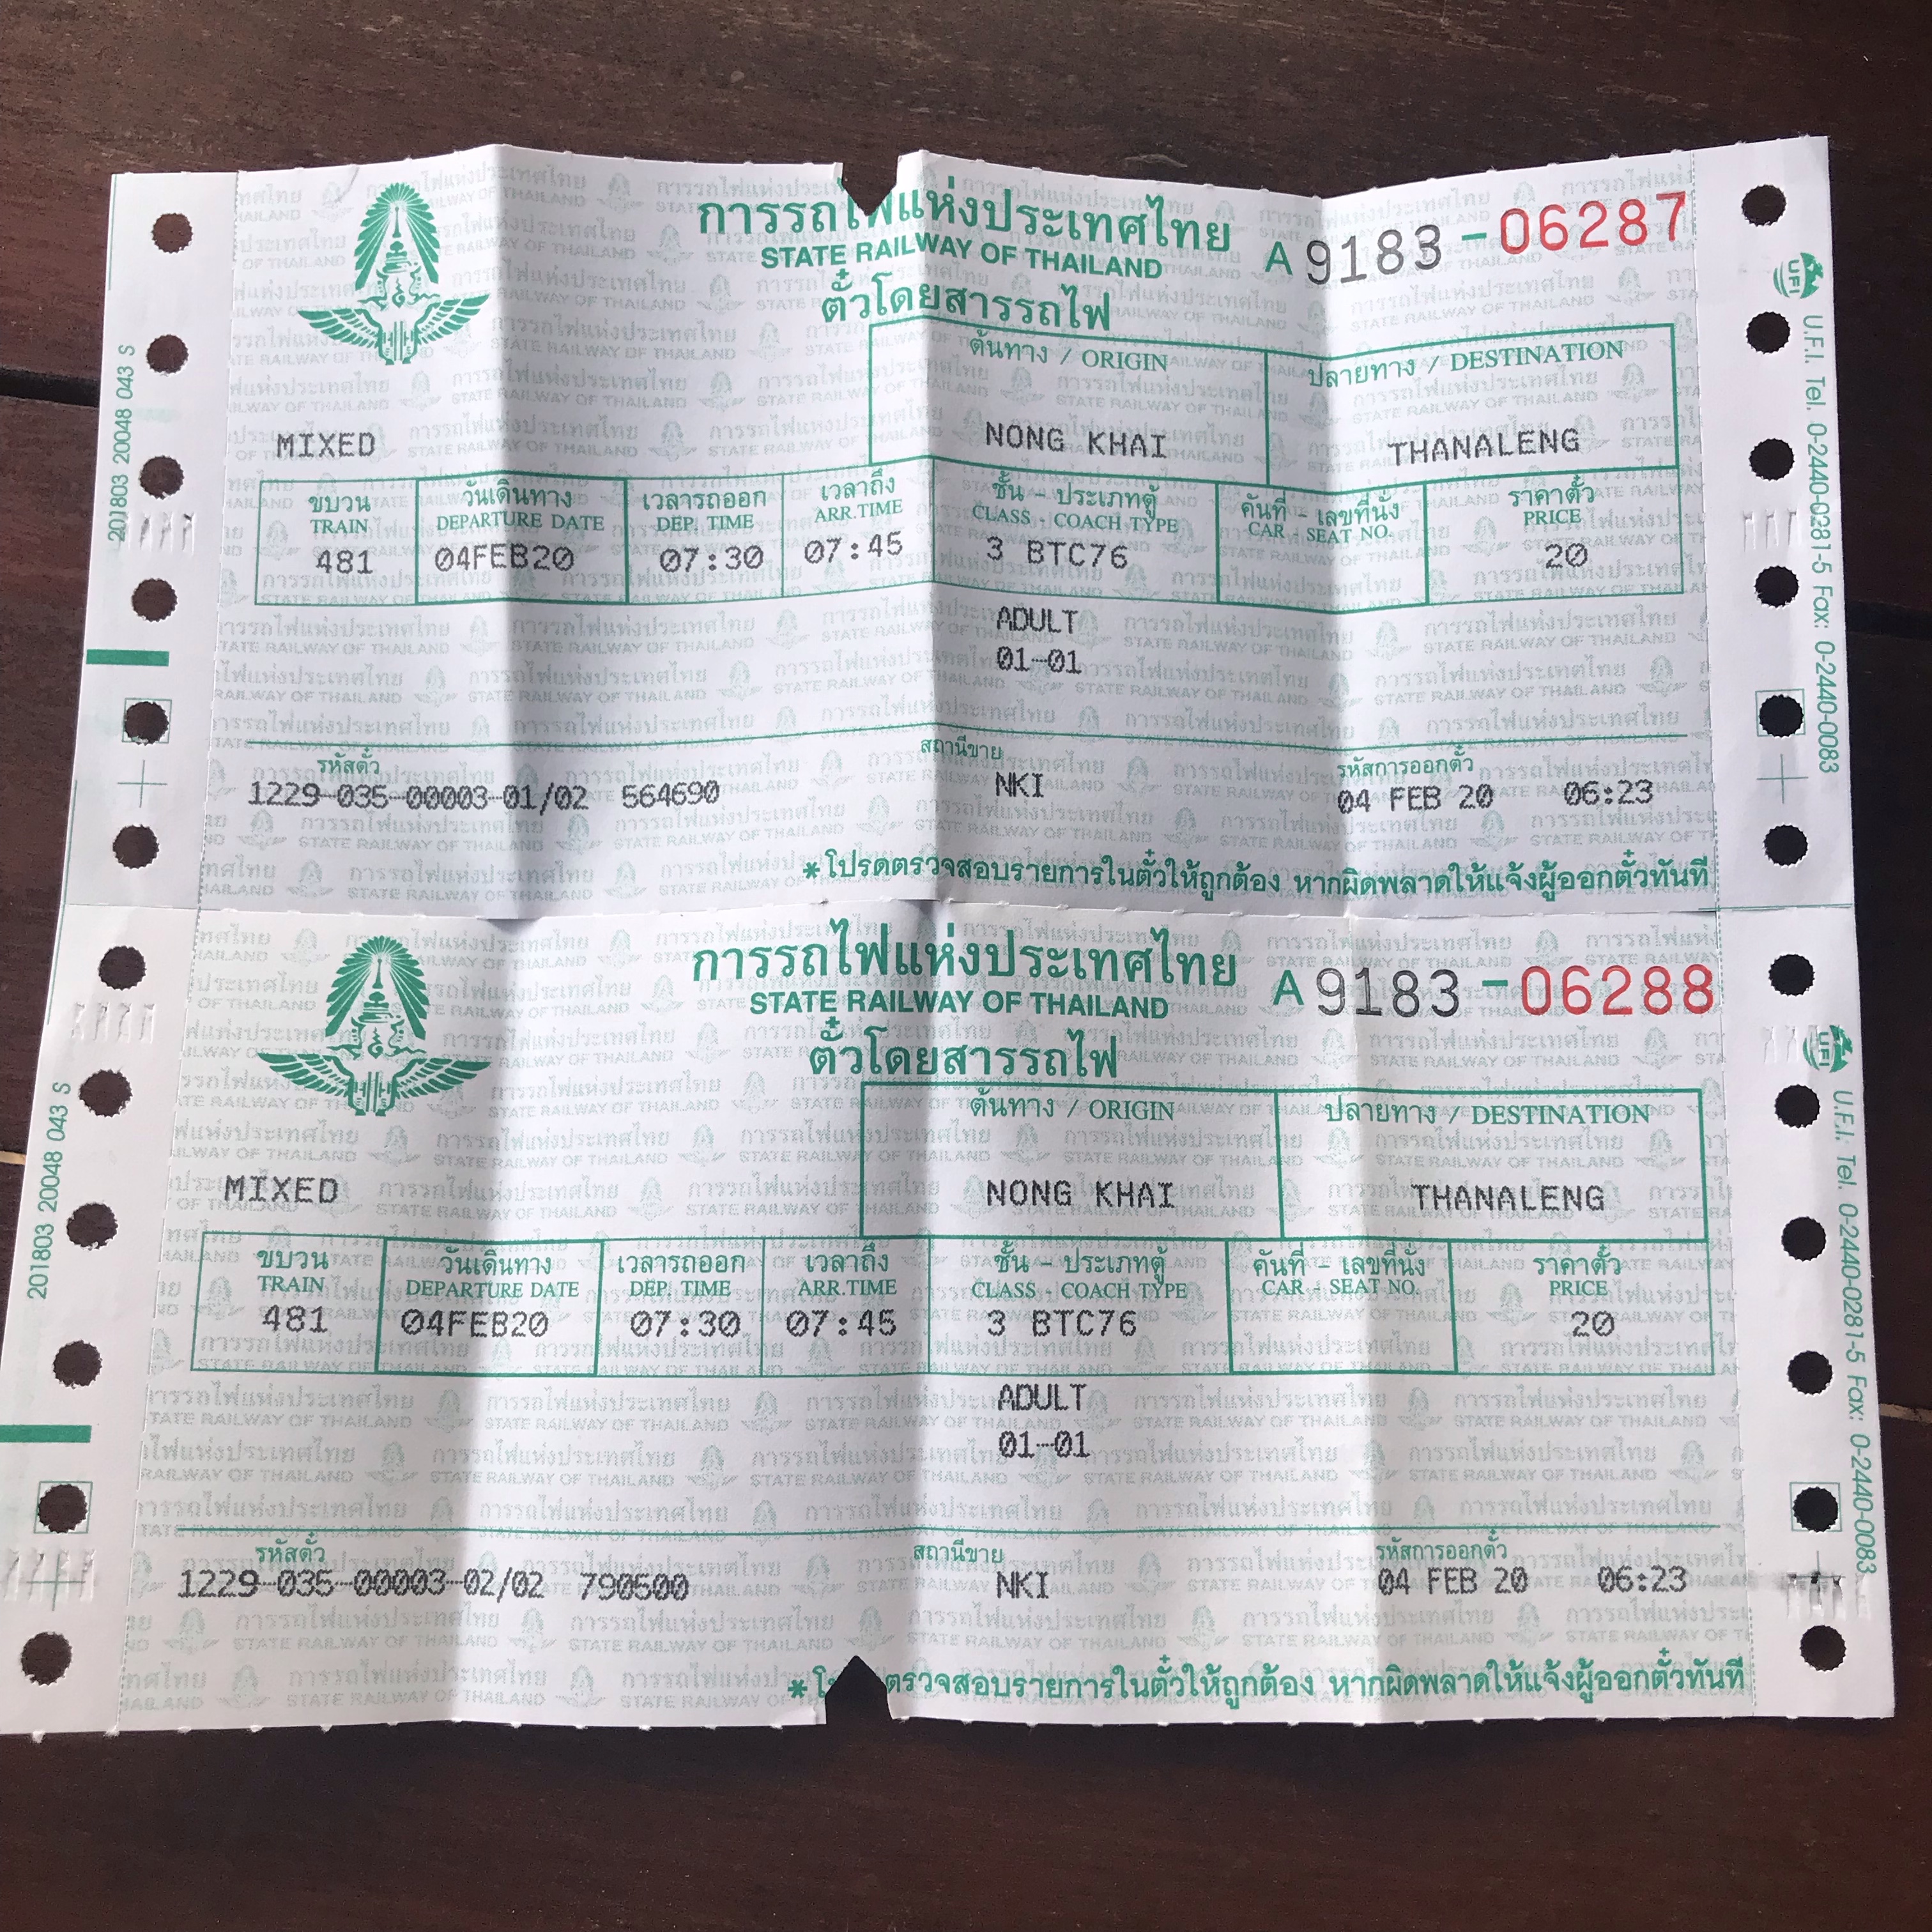 การรถไฟแห่งประเทศไทย
STATE RAILWAY OF THAILAND
A 9183-06287
ตั๋วโดยสารรถไฟ
ต้นทาง / ORIGIN ปลายทาง / DESTINATION
MIXED NONG KHAI THANALENG
ขบวน วันเดินทาง เวลารถออก เวลาถึง ชั้น - ประเภทตู้ คันที่ - เลขที่นั่ง ราคาตั๋ว
TRAIN DEPARTURE DATE DEP. TIME ARR.TIME CLASS - COACH TYPE CAR - SEAT NO. PRICE
481 04FEB20 07:30 07:45 3 BTC76 20
ADULT
01-01
รหัสตั๋ว สถานีขาย รหัสการออกตั๋ว
1229-035-00003-01/02 564690 NKI 04 FEB 20 06:23
*โปรดตรวจสอบรายการในตั๋วให้ถูกต้อง หากผิดพลาดให้แจ้งผู้ออกตั๋วทันที
201803 20048 043 S
UFI
U.F.I. Tel. 0-2440-0281-5 Fax: 0-2440-0083
การรถไฟแห่งประเทศไทย
STATE RAILWAY OF THAILAND
A 9183-06288
ตั๋วโดยสารรถไฟ
ต้นทาง / ORIGIN ปลายทาง / DESTINATION
MIXED NONG KHAI THANALENG
ขบวน วันเดินทาง เวลารถออก เวลาถึง ชั้น - ประเภทตู้ คันที่ - เลขที่นั่ง ราคาตั๋ว
TRAIN DEPARTURE DATE DEP. TIME ARR.TIME CLASS - COACH TYPE CAR - SEAT NO. PRICE
481 04FEB20 07:30 07:45 3 BTC76 20
ADULT
01-01
รหัสตั๋ว สถานีขาย รหัสการออกตั๋ว
1229-035-00003-02/02 790500 NKI 04 FEB 20 06:23
ตรวจสอบรายการในตั๋วให้ถูกต้อง หากผิดพลาดให้แจ้งผู้ออกตั๋วทันที
201803 20048 043 S
UFI
U.F.I. Tel. 0-2440-0281-5 Fax: 0-2440-0083